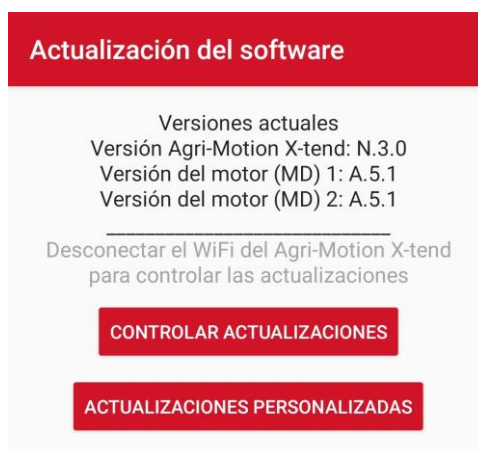 Actualización del software
Versiones actuales
Versión Agri-Motion X-tend: N.3.0
Versión del motor (MD) 1: A.5.1
Versión del motor (MD) 2: A.5.1
______________________________
Desconectar el WiFi del Agri-Motion X-tend
para controlar las actualizaciones
CONTROLAR ACTUALIZACIONES
ACTUALIZACIONES PERSONALIZADAS